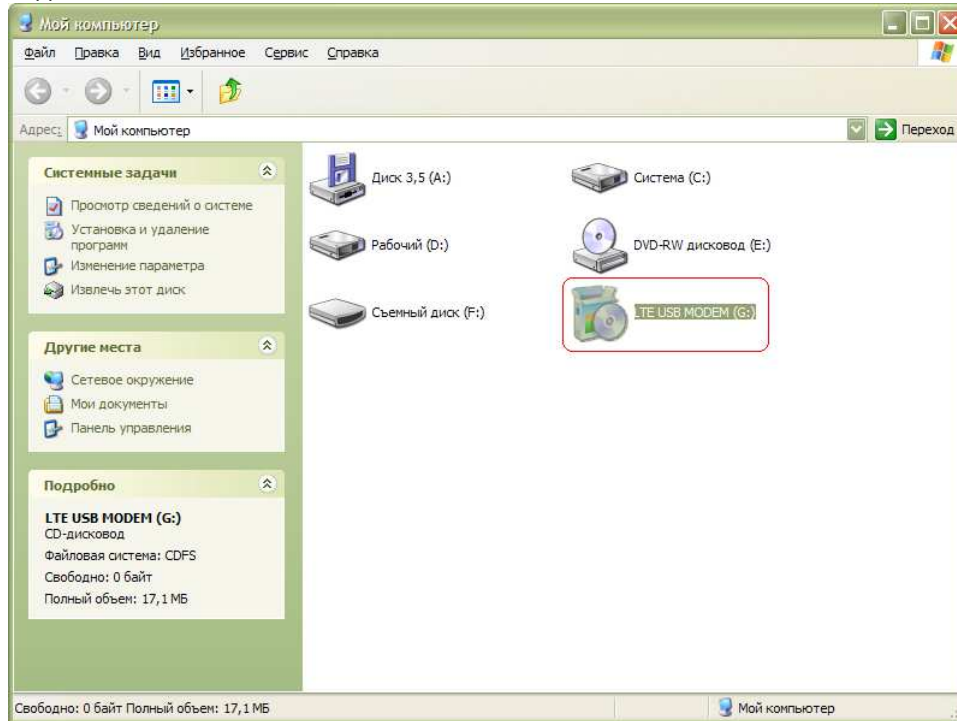 Мой компьютер
Файл Правка Вид Избранное Сервис Справка
Адрес: Мой компьютер Переход
Системные задачи
Просмотр сведений о системе
Установка и удаление
программ
Изменение параметра
Извлечь этот диск
Другие места
Сетевое окружение
Мои документы
Панель управления
Подробно
LTE USB MODEM (G:)
CD-дисковод
Файловая система: CDFS
Свободно: 0 байт
Полный объем: 17,1 МБ
Диск 3,5 (A:)
Система (C:)
Рабочий (D:)
DVD-RW дисковод (E:)
Съемный диск (F:)
LTE USB MODEM (G:)
Свободно: 0 байт Полный объем: 17,1 МБ
Мой компьютер